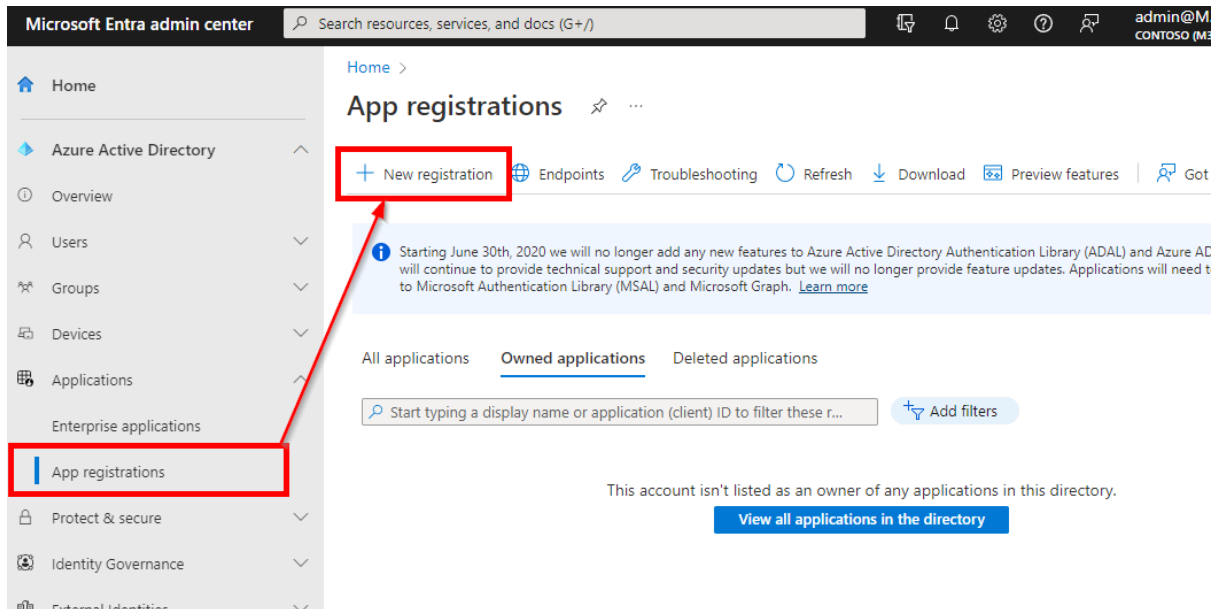 Microsoft Entra admin center
Search resources, services, and docs (G+/)
admin@M.
CONTOSO (M3
Home
Azure Active Directory
Overview
Users
Groups
Devices
Applications
Enterprise applications
App registrations
Protect & secure
Identity Governance
External Identities
Home >
App registrations
New registration Endpoints Troubleshooting Refresh Download Preview features Got
Starting June 30th, 2020 we will no longer add any new features to Azure Active Directory Authentication Library (ADAL) and Azure AD
will continue to provide technical support and security updates but we will no longer provide feature updates. Applications will need t
to Microsoft Authentication Library (MSAL) and Microsoft Graph. Learn more
All applications Owned applications Deleted applications
Start typing a display name or application (client) ID to filter these r...
Add filters
This account isn't listed as an owner of any applications in this directory.
View all applications in the directory